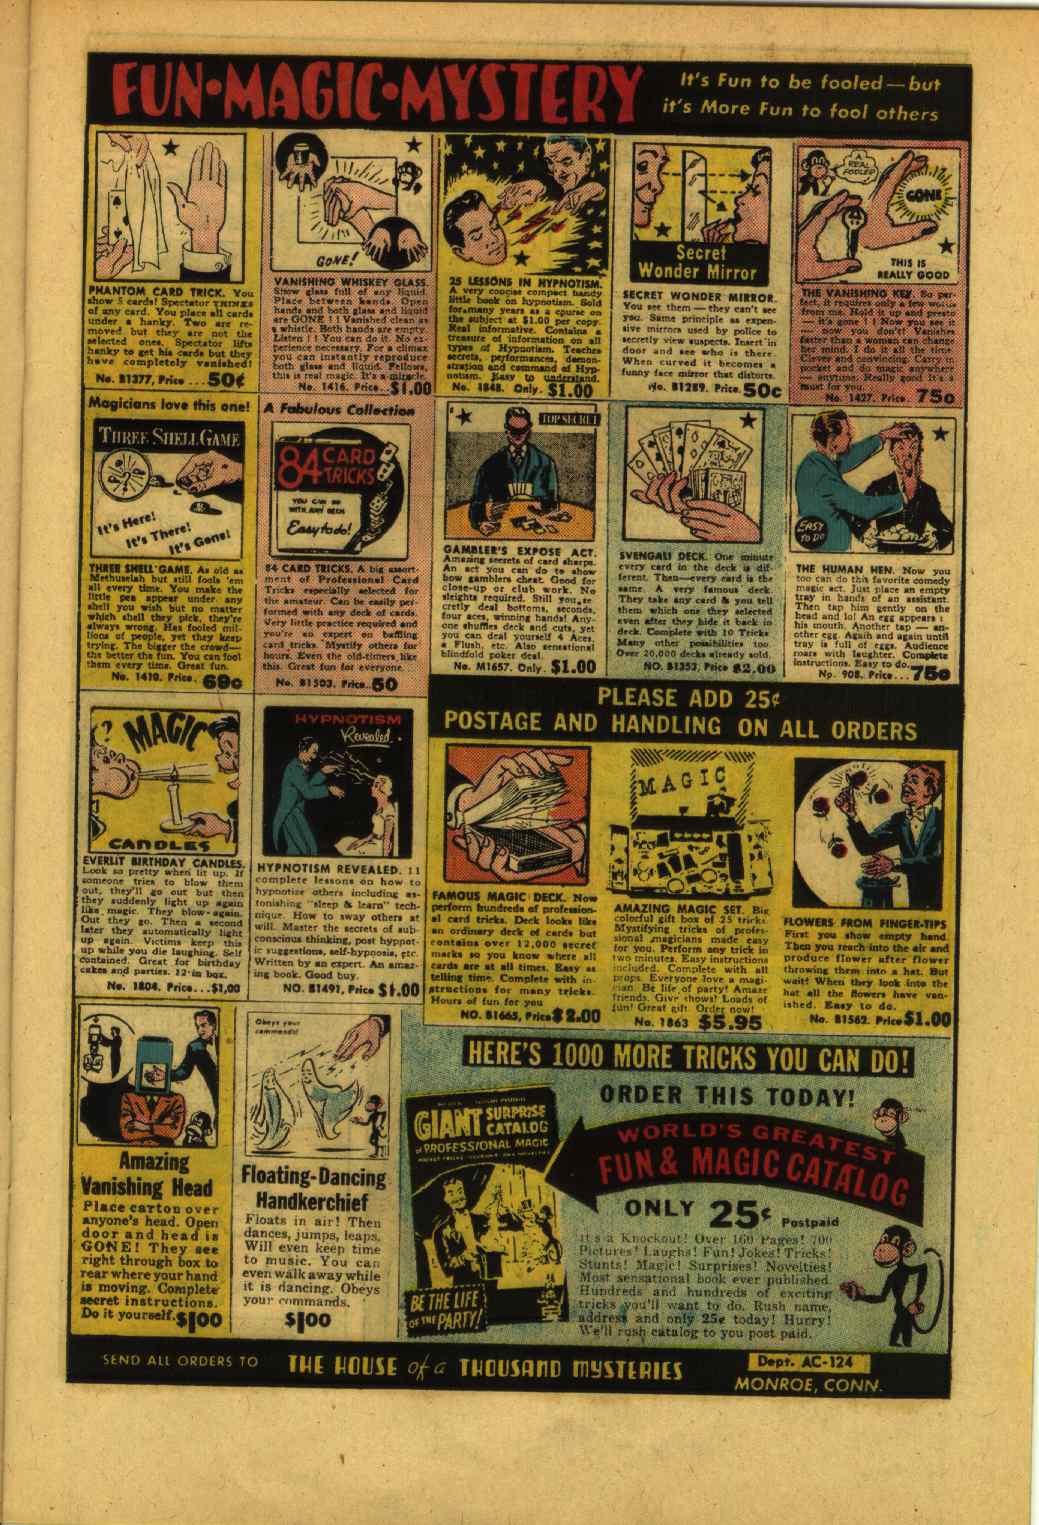 FUN•MAGIC•MYSTERY
It's Fun to be fooled—but
it's More Fun to fool others
PHANTOM CARD TRICK. You
show 5 cards! Spectator THINKS
of any card. You place all cards
under a hanky. Two are re-
moved but they are not the
selected ones. Spectator lifts
hanky to get his cards but they
have completely vanished!
No. B1377, Price ... 50¢
GONE!
VANISHING WHISKEY GLASS.
Show glass full of any liquid.
Place between hands. Open
hands and both glass and liquid
are GONE ! ! Vanished clean as
a whistle. Both hands are empty.
Listen ! ! You can do it. No ex-
perience necessary. For a climax
you can instantly reproduce
both glass and liquid. Fellows,
this is real magic. It's a miracle.
No. 1416. Price. $1.00
25 LESSONS IN HYPNOTISM.
A very concise compact handy
little book on hypnotism. Sold
for many years as a course on
the subject at $1.00 per copy.
Real informative. Contains a
treasure of information on all
types of Hypnotism. Teaches
secrets, performances, demon-
stration and command of Hyp-
notism. Easy to understand.
No. 1848. Only. $1.00
Secret
Wonder Mirror
SECRET WONDER MIRROR.
You see them — they can't see
you. Same principle as expen-
sive mirrors used by police to
secretly view suspects. Insert in
door and see who is there.
When curved it becomes a
funny face mirror that distorts.
No. B1289. Price. 50c
A
REAL
FOOLER!
GONE
THIS IS
REALLY GOOD
THE VANISHING KEY. So per-
fect, it requires only a few words
from me. Hold it up and presto
— it's gone ! ! Now you see it
— now you don't! Vanishes
faster than a woman can change
her mind. I do it all the time.
Clever and convincing. Carry in
pocket and do magic anywhere
— anytime. Really good It's a
must for you.
No. 1427. Price. 75c
Magicians love this one!
THREE SHELL GAME
It's Here!
It's There!
It's Gone!
THREE SHELL GAME. As old as
Methuselah but still fools 'em
all every time. You make the
little pea appear under any
shell you wish but no matter
which shell they pick, they're
always wrong. Has fooled mil-
lions of people, yet they keep
trying. The bigger the crowd—
the better the fun. You can fool
them every time. Great fun.
No. 1410. Price. 69c
A Fabulous Collection
84 CARD
TRICKS
YOU CAN DO
WITH ANY DECK
Easy to do!
84 CARD TRICKS. A big assort-
ment of Professional Card
Tricks especially selected for
the amateur. Can be easily per-
formed with any deck of cards.
Very little practice required and
you're an expert on baffling
card tricks. Mystify others for
hours. Even the old-timers like
this. Great fun for everyone.
No. B1503. Price. 50
TOP SECRET
GAMBLER'S EXPOSE ACT.
Amazing secrets of card sharps.
An act you can do to show
how gamblers cheat. Good for
close-up or club work. No
sleights required. Still you se-
cretly deal bottoms, seconds,
four aces, winning hands! Any-
one shuffles deck and cuts, yet
you can deal yourself 4 Aces,
a Flush, etc. Also sensational
blindfold poker deal.
No. M1657. Only. $1.00
SVENGALI DECK. One minute
every card in the deck is dif-
ferent. Then—every card is the
same. A very famous deck.
They take any card & you tell
them which one they selected
even after they hide it back in
deck. Complete with 10 Tricks
Many other possibilities too.
Over 20,000 decks already sold.
NO. B1353. Price $2.00
EASY
TO DO
THE HUMAN HEN. Now you
too can do this favorite comedy
magic act. Just place an empty
tray in hands of an assistant.
Then tap him gently on the
head and lo! An egg appears i
his mouth. Another tap — an-
other egg. Again and again until
tray is full of eggs. Audience
roars with laughter. Complete
instructions. Easy to do.
No. 908. Price... 75c
MAGIC
CANDLES
EVERLIT BIRTHDAY CANDLES.
Look so pretty when lit up. If
someone tries to blow them
out, they'll go out but then
they suddenly light up again
like magic. They blow-again.
Out they go. Then a second
later they automatically light
up again. Victims keep this
up while you die laughing. Self
contained. Great for birthday
cakes and parties. 12 in box.
No. 1804. Price...$1,00
HYPNOTISM
Revealed.
HYPNOTISM REVEALED. 11
complete lessons on how to
hypnotize others including as-
tonishing "sleep & learn" tech-
nique. How to sway others at
will. Master the secrets of sub-
conscious thinking, post hypnot-
ic suggestions, self-hypnosis, etc.
Written by an expert. An amaz-
ing book. Good buy.
NO. B1491, Price $1.00
PLEASE ADD 25¢
POSTAGE AND HANDLING ON ALL ORDERS
FAMOUS MAGIC DECK. Now
perform hundreds of profession-
al card tricks. Deck looks like
an ordinary deck of cards but
contains over 12,000 secret
marks so you know where all
cards are at all times. Easy as
telling time. Complete with in-
structions for many tricks.
Hours of fun for you
NO. B1665, Price $2.00
MAGIC
AMAZING MAGIC SET. Big
colorful gift box of 25 tricks.
Mystifying tricks of profes-
sional magicians made easy
for you. Perform any trick in
two minutes. Easy instructions
included. Complete with all
props. Everyone love a magi-
cian. Be life of party! Amaze
friends. Give shows! Loads of
fun! Great gift. Order now!
No. 1863 $5.95
FLOWERS FROM FINGER-TIPS
First you show empty hand.
Then you reach into the air and
produce flower after flower
throwing them into a hat. But
wait! When they look into the
hat all the flowers have van-
ished. Easy to do.
No. B1562. Price $1.00
Amazing
Vanishing Head
Place carton over
anyone's head. Open
door and head is
GONE! They see
right through box to
rear where your hand
is moving. Complete
secret instructions.
Do it yourself. $1.00
Obeys your
commands!
Floating-Dancing
Handkerchief
Floats in air! Then
dances, jumps, leaps.
Will even keep time
to music. You can
even walk away while
it is dancing. Obeys
your commands.
$1.00
HERE'S 1000 MORE TRICKS YOU CAN DO!
ORDER THIS TODAY!
GIANT SURPRISE
CATALOG
of PROFESSIONAL MAGIC
BE THE LIFE
OF THE PARTY!
WORLD'S GREATEST
FUN & MAGIC CATALOG
ONLY 25¢ Postpaid
It's a Knockout! Over 160 Pages! 700
Pictures! Laughs! Fun! Jokes! Tricks!
Stunts! Magic! Surprises! Novelties!
Most sensational book ever published.
Hundreds and hundreds of exciting
tricks you'll want to do. Rush name,
address and only 25c today! Hurry!
We'll rush catalog to you post paid.
SEND ALL ORDERS TO THE HOUSE of a THOUSAND MYSTERIES
Dept. AC-124
MONROE, CONN.